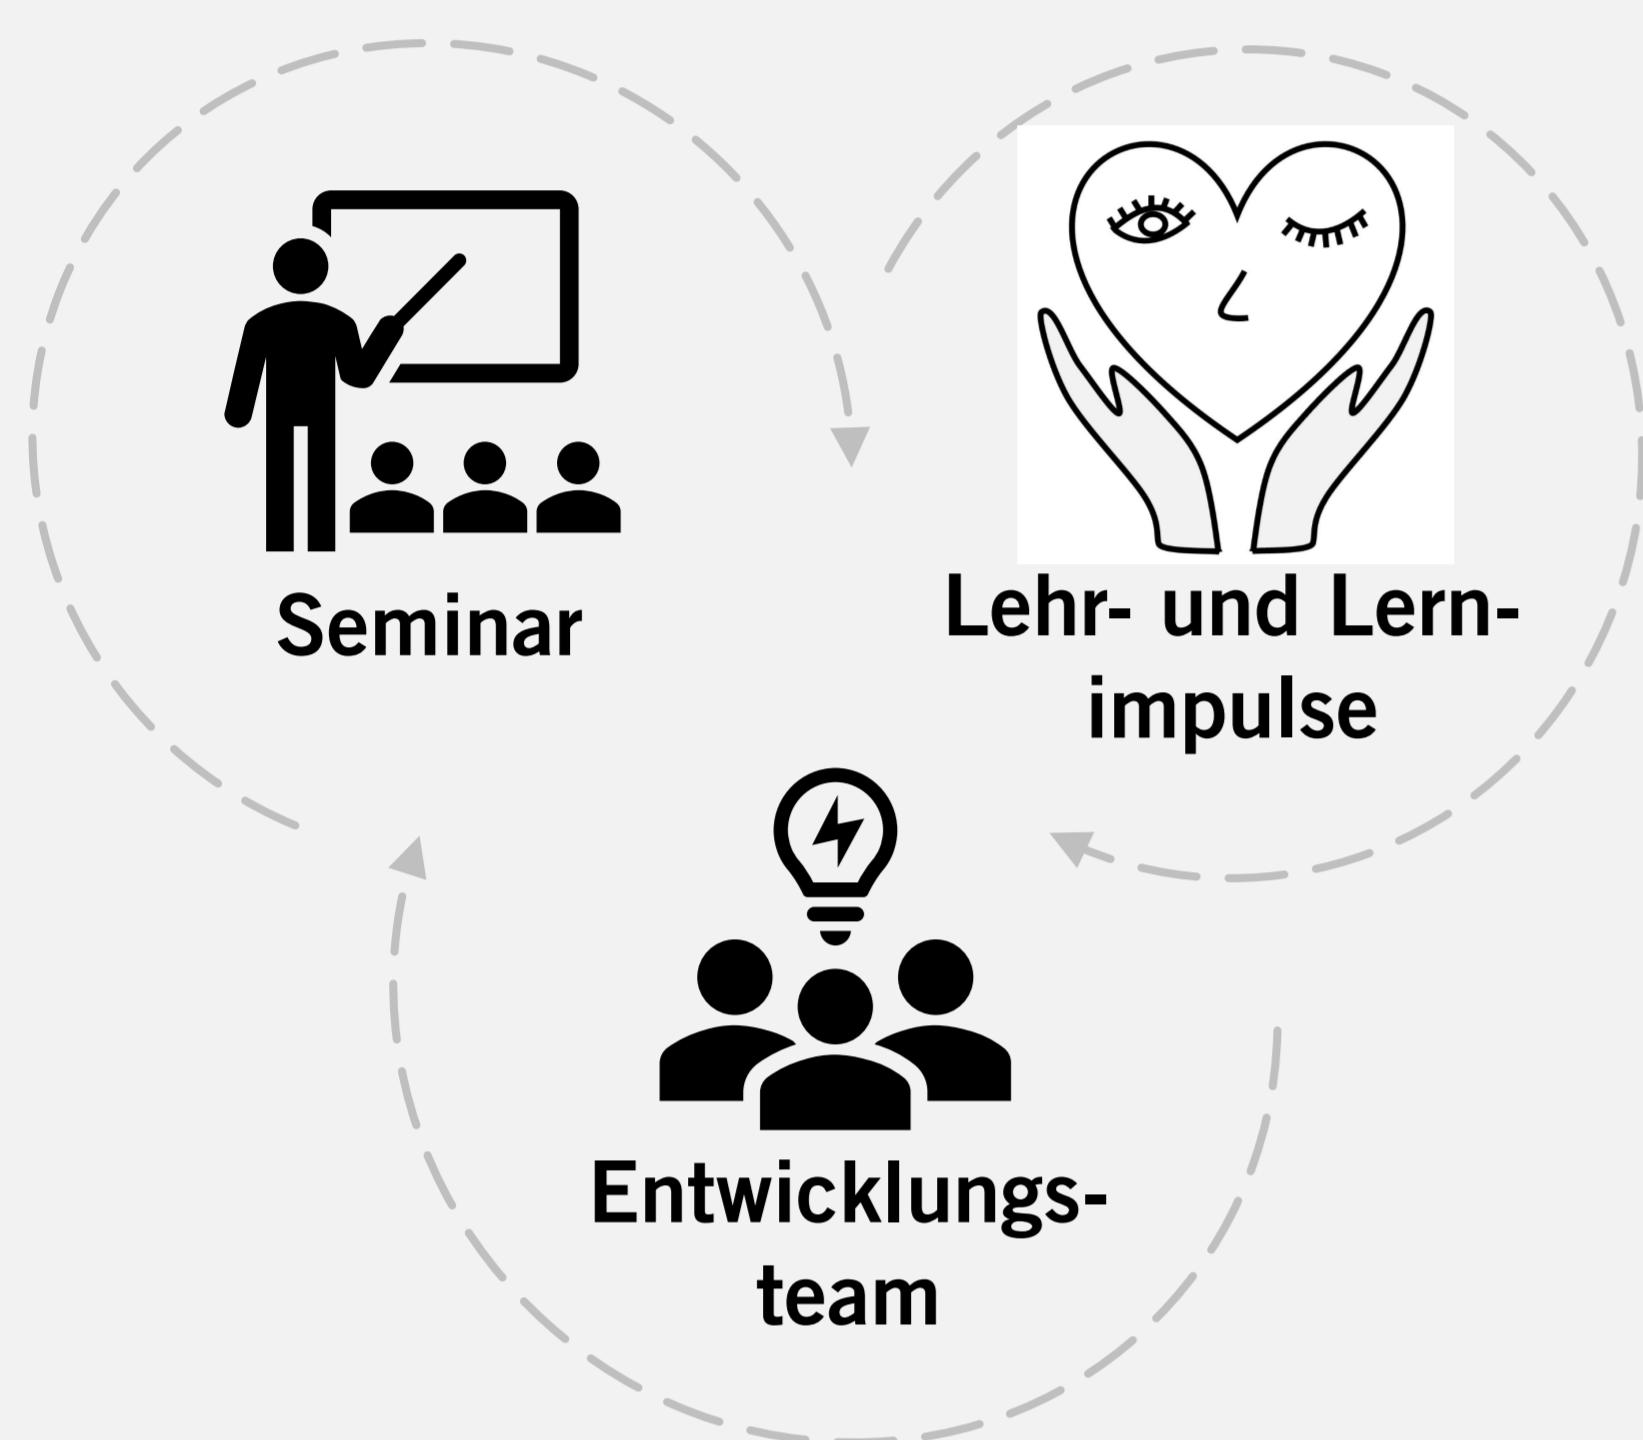 Seminar
Lehr- und Lern-
impulse
Entwicklungs-
team